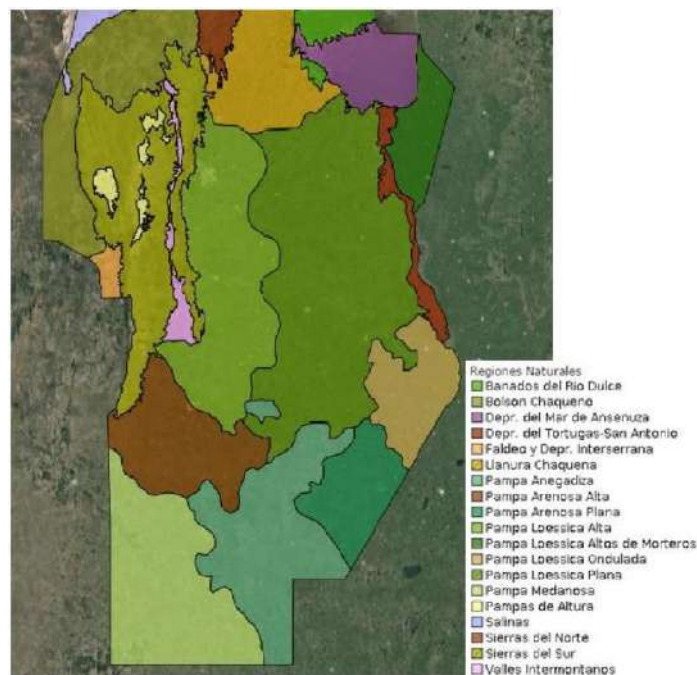 Regiones Naturales
Banados del Rio Dulce
Bolson Chaqueno
Depr. del Mar de Ansenuza
Depr. del Tortugas-San Antonio
Faldeo y Depr. Interserrana
Llanura Chaquena
Pampa Anegadiza
Pampa Arenosa Alta
Pampa Arenosa Plana
Pampa Loessica Alta
Pampa Loessica Altos de Morteros
Pampa Loessica Ondulada
Pampa Loessica Plana
Pampa Medanosa
Pampas de Altura
Salinas
Sierras del Norte
Sierras del Sur
Valles Intermontanos